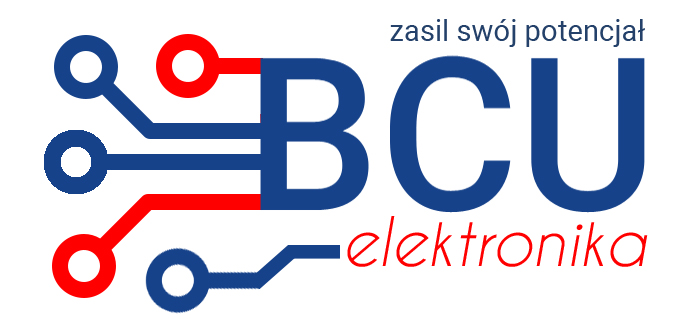 zasil swój potencjał
BCU
elektronika